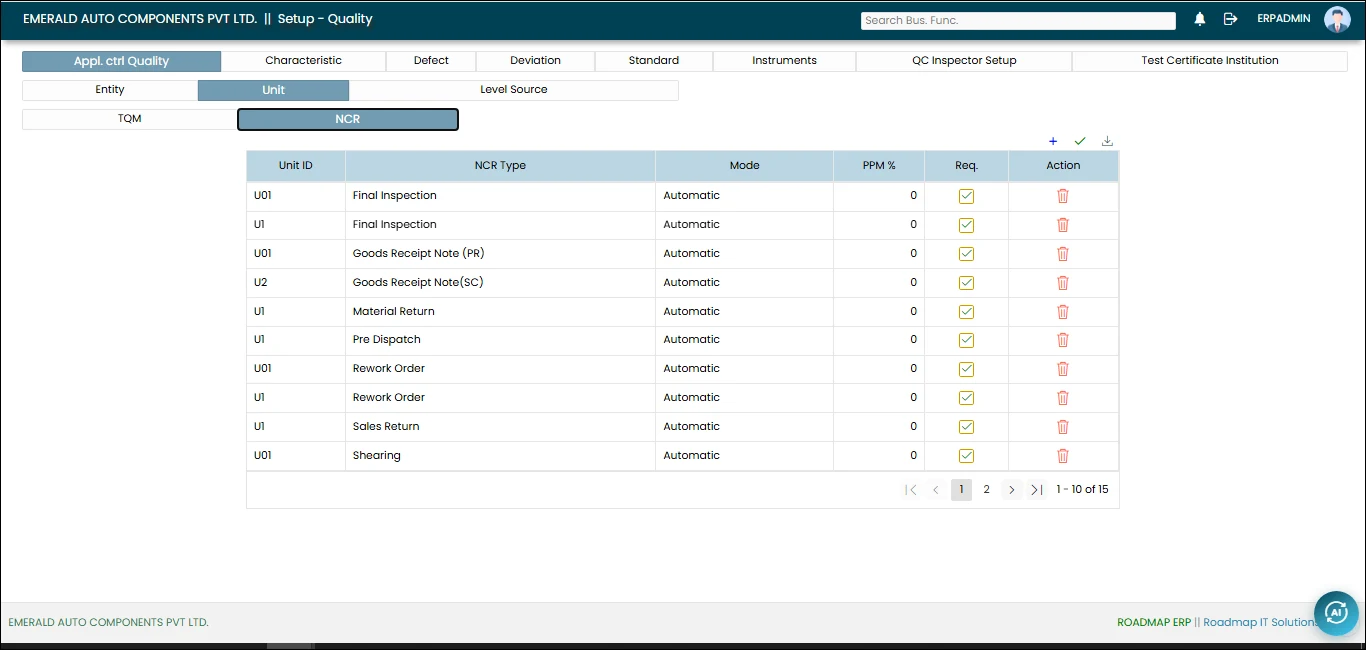 EMERALD AUTO COMPONENTS PVT LTD. || Setup - Quality Search Bus. Func. ERPADMIN
Appl. ctrl Quality Characteristic Defect Deviation Standard Instruments QC Inspector Setup Test Certificate Institution
Entity Unit Level Source
TQM NCR
Unit ID NCR Type Mode PPM % Req. Action
U01 Final Inspection Automatic 0
U1 Final Inspection Automatic 0
U01 Goods Receipt Note (PR) Automatic 0
U2 Goods Receipt Note(SC) Automatic 0
U1 Material Return Automatic 0
U1 Pre Dispatch Automatic 0
U01 Rework Order Automatic 0
U1 Rework Order Automatic 0
U1 Sales Return Automatic 0
U01 Shearing Automatic 0
1 2 1 - 10 of 15
EMERALD AUTO COMPONENTS PVT LTD. ROADMAP ERP || Roadmap IT Solutions
AI